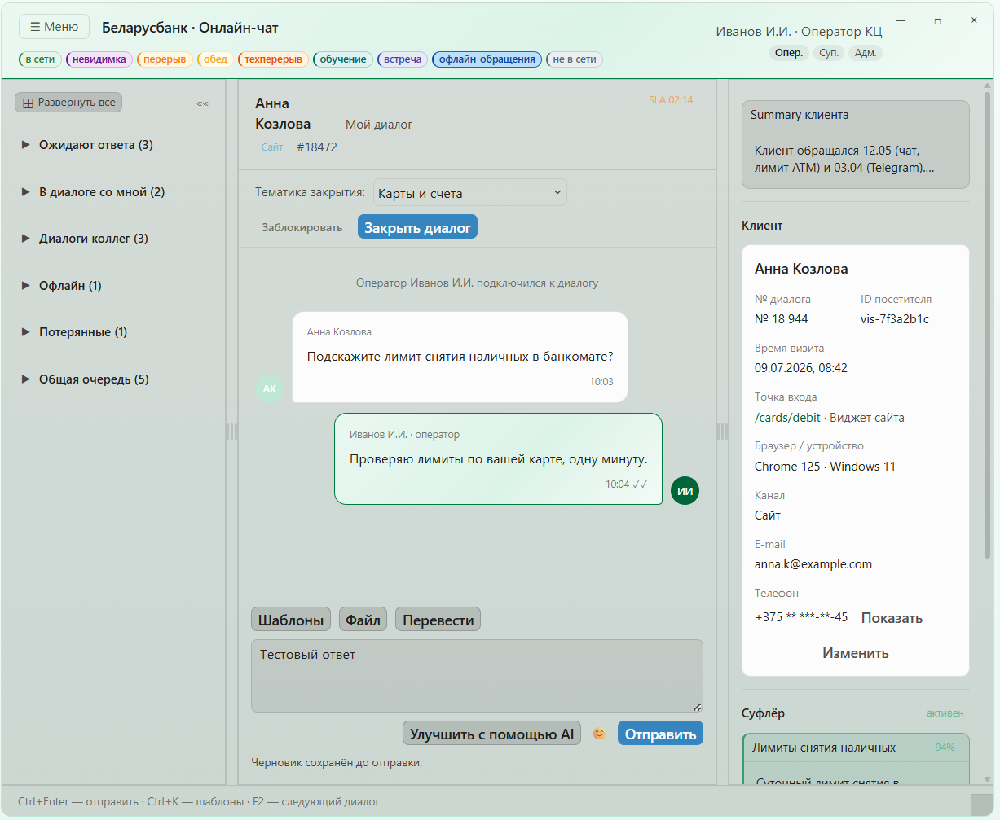 ☰ Меню
Беларусбанк · Онлайн-чат
Иванов И.И. · Оператор КЦ
в сети
невидимка
перерыв
обед
техперерыв
обучение
встреча
офлайн-обращения
не в сети
Опер.
Суп.
Адм.
Развернуть все
««
Ожидают ответа (3)
В диалоге со мной (2)
Диалоги коллег (3)
Офлайн (1)
Потерянные (1)
Общая очередь (5)
Анна
Козлова
Мой диалог
SLA 02:14
Сайт
#18472
Тематика закрытия:
Карты и счета
Заблокировать
Закрыть диалог
Оператор Иванов И.И. подключился к диалогу
Анна Козлова
Подскажите лимит снятия наличных в банкомате?
10:03
АК
Иванов И.И. · оператор
Проверяю лимиты по вашей карте, одну минуту.
10:04 ✓✓
ИИ
Шаблоны
Файл
Перевести
Тестовый ответ
Улучшить с помощью AI
Отправить
Черновик сохранён до отправки.
Summary клиента
Клиент обращался 12.05 (чат,
лимит ATM) и 03.04 (Telegram)....
Клиент
Анна Козлова
№ диалога
ID посетителя
№ 18 944
vis-7f3a2b1c
Время визита
09.07.2026, 08:42
Точка входа
/cards/debit · Виджет сайта
Браузер / устройство
Chrome 125 · Windows 11
Канал
Сайт
E-mail
anna.k@example.com
Телефон
+375 ** ***-**-45
Показать
Изменить
Суфлёр
активен
Лимиты снятия наличных
94%
Суточный лимит снятия в
Ctrl+Enter — отправить · Ctrl+K — шаблоны · F2 — следующий диалог